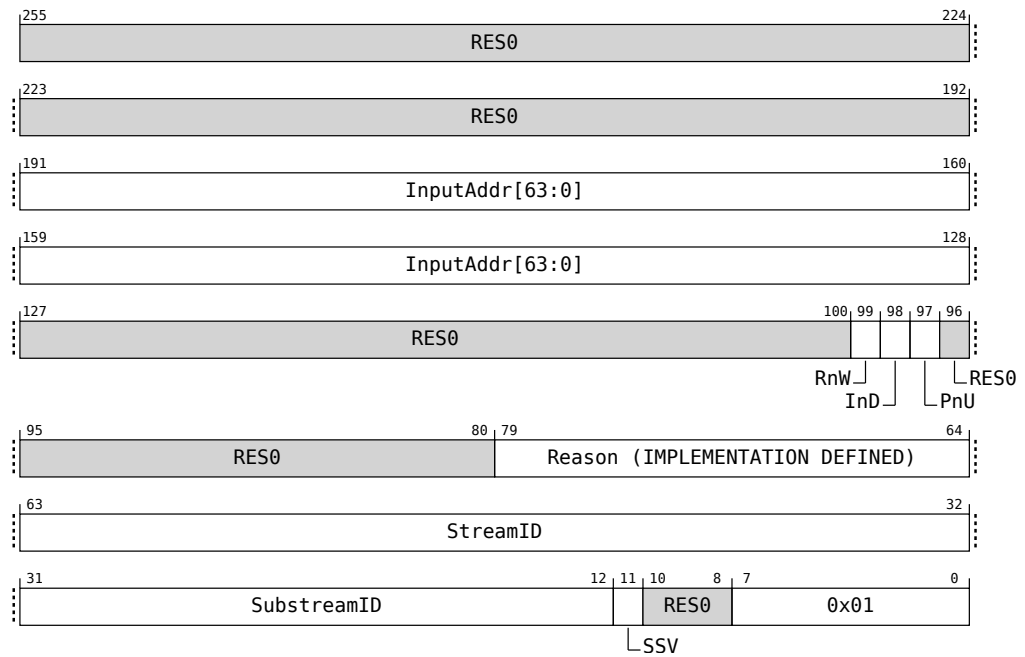 255 224
RES0
223 192
RES0
191 160
InputAddr[63:0]
159 128
InputAddr[63:0]
127 100 99 98 97 96
RES0
RnW RES0
InD PnU
95 80 79 64
RES0 Reason (IMPLEMENTATION DEFINED)
63 32
StreamID
31 12 11 10 8 7 0
SubstreamID RES0 0x01
SSV